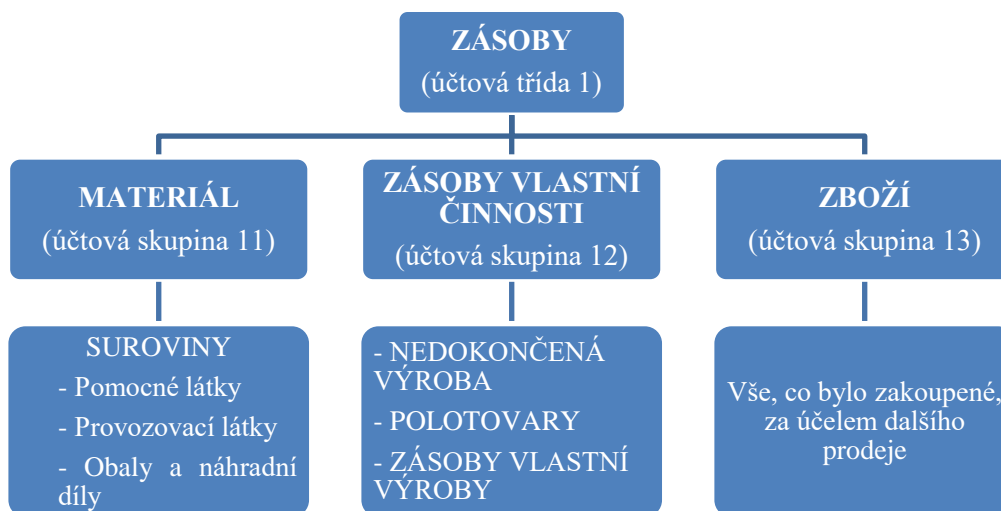 ZÁSOBY
(účtová třída 1)
MATERIÁL
(účtová skupina 11)
ZÁSOBY VLASTNÍ
ČINNOSTI
(účtová skupina 12)
ZBOŽÍ
(účtová skupina 13)
SUROVINY
- Pomocné látky
- Provozovací látky
- Obaly a náhradní
díly
- NEDOKONČENÁ
VÝROBA
- POLOTOVARY
- ZÁSOBY VLASTNÍ
VÝROBY
Vše, co bylo zakoupené,
za účelem dalšího
prodeje